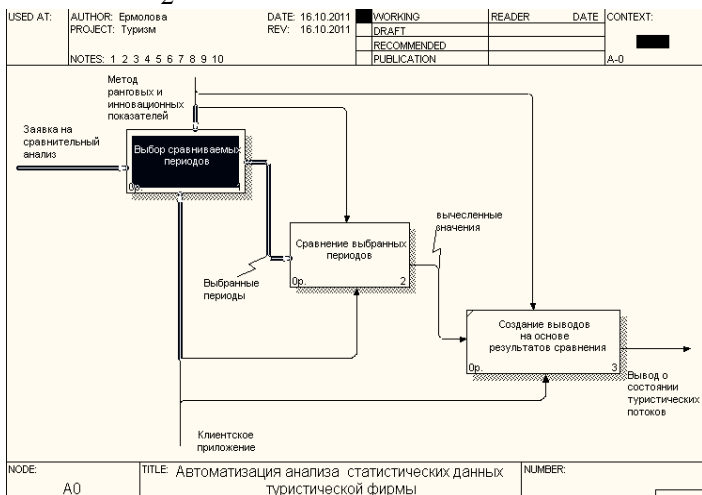 2
USED AT:
AUTHOR: Ермолова
DATE: 16.10.2011
WORKING
READER
DATE
CONTEXT:
PROJECT: Туризм
REV: 16.10.2011
DRAFT
RECOMMENDED
NOTES: 1 2 3 4 5 6 7 8 9 10
PUBLICATION
A-0
Метод
ранговых и
инновационных
показателей
Заявка на
сравнительный
анализ
Выбор сравниваемых
периодов
0р.
1
вычесленные
значения
Сравнение выбранных
периодов
0р.
2
Выбранные
периоды
Создание выводов
на основе
результатов сравнения
0р.
3
Вывод о
состоянии
туристических
потоков
Клиентское
приложение
NODE:
A0
TITLE: Автоматизация анализа статистических данных
туристической фирмы
NUMBER: